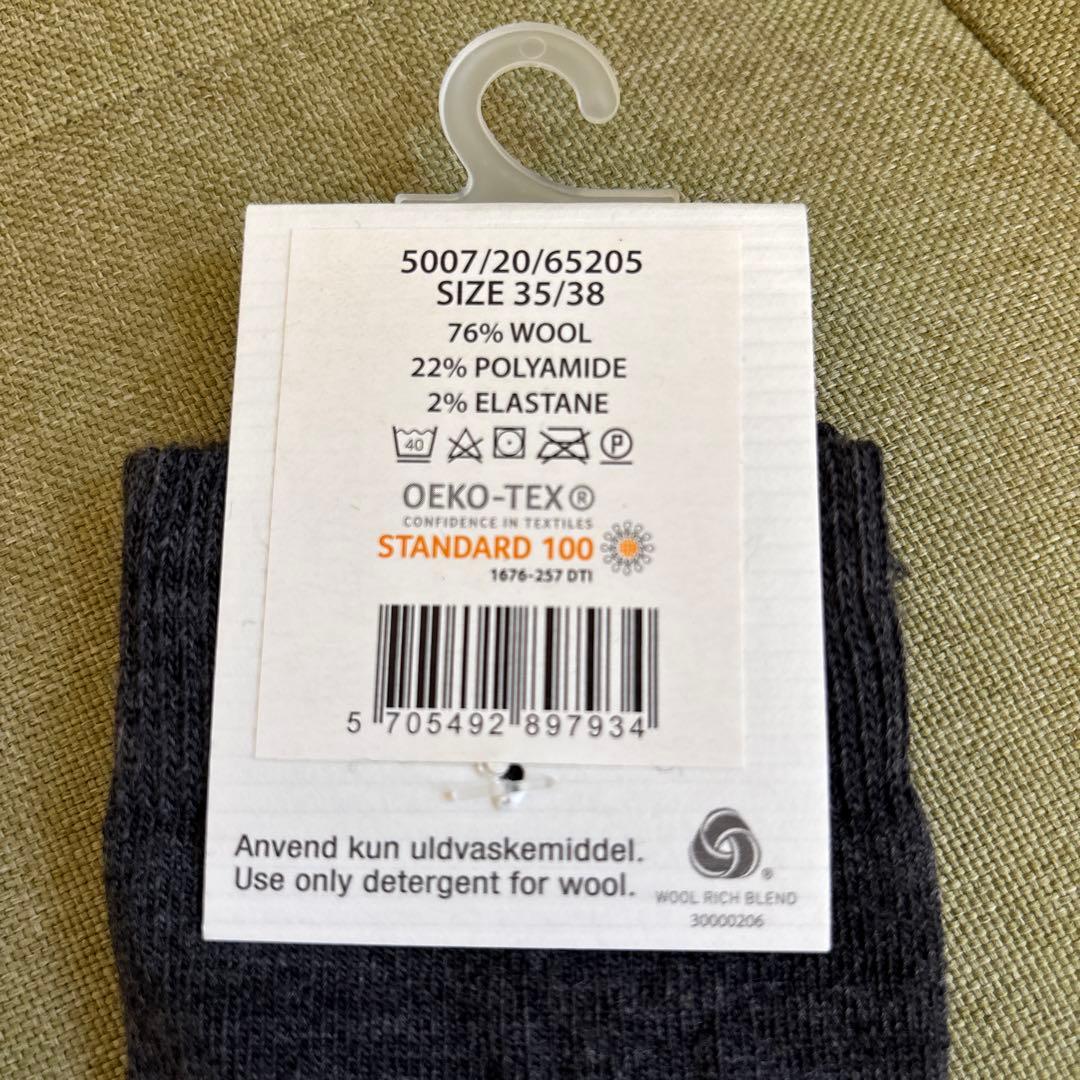 5007/20/65205
SIZE 35/38
76% WOOL
22% POLYAMIDE
2% ELASTANE
40 P
OEKO-TEX®
CONFIDENCE IN TEXTILES
STANDARD 100
1676-257 DTI
5 705492 897934
Anvend kun uldvaskemiddel.
Use only detergent for wool.
®
WOOL RICH BLEND
30000206